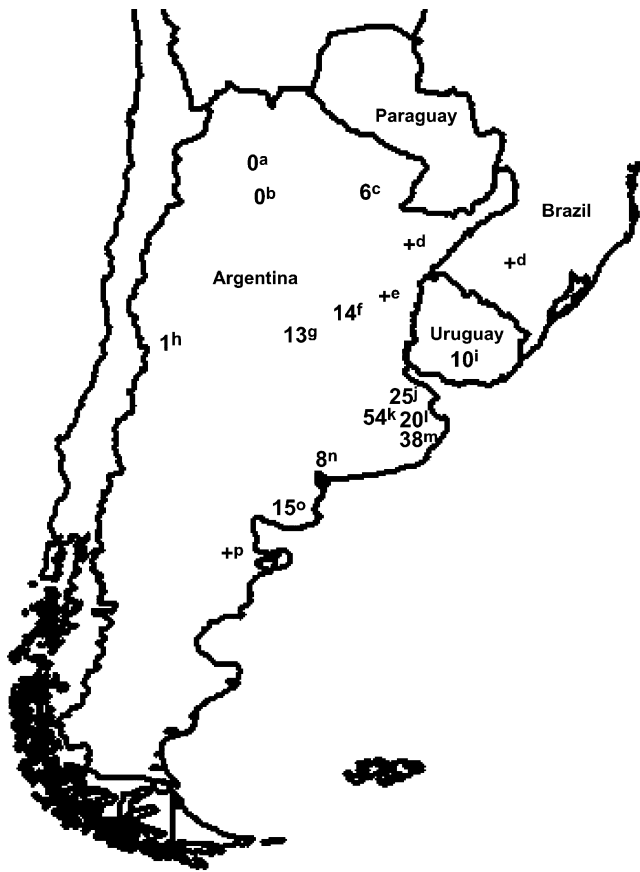 Paraguay
0a
0b
6c
Brazil
+d
+d
Argentina
+e
14f
13g
Uruguay
1h
10i
25j
54k
20l
38m
8n
15o
+p